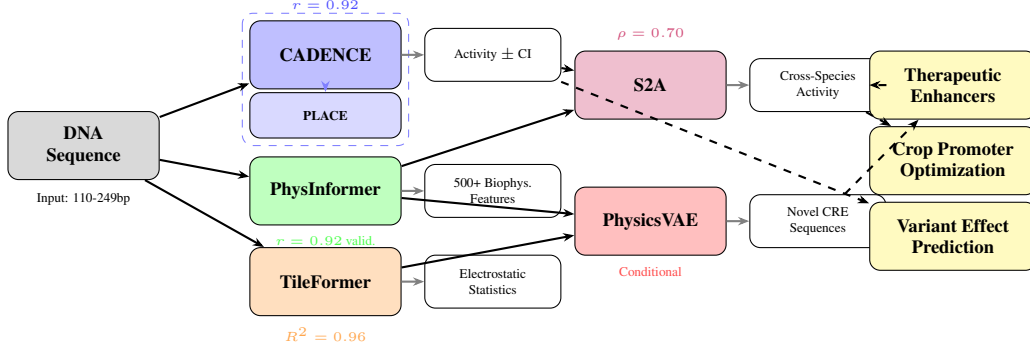 r = 0.92
CADENCE
PLACE
Activity ± CI
ρ = 0.70
S2A
Cross-Species
Activity
Therapeutic
Enhancers
DNA
Sequence
Input: 110-249bp
PhysInformer
r = 0.92 valid.
500+ Biophys.
Features
PhysicsVAE
Conditional
Novel CRE
Sequences
Crop Promoter
Optimization
Variant Effect
Prediction
TileFormer
R² = 0.96
Electrostatic
Statistics